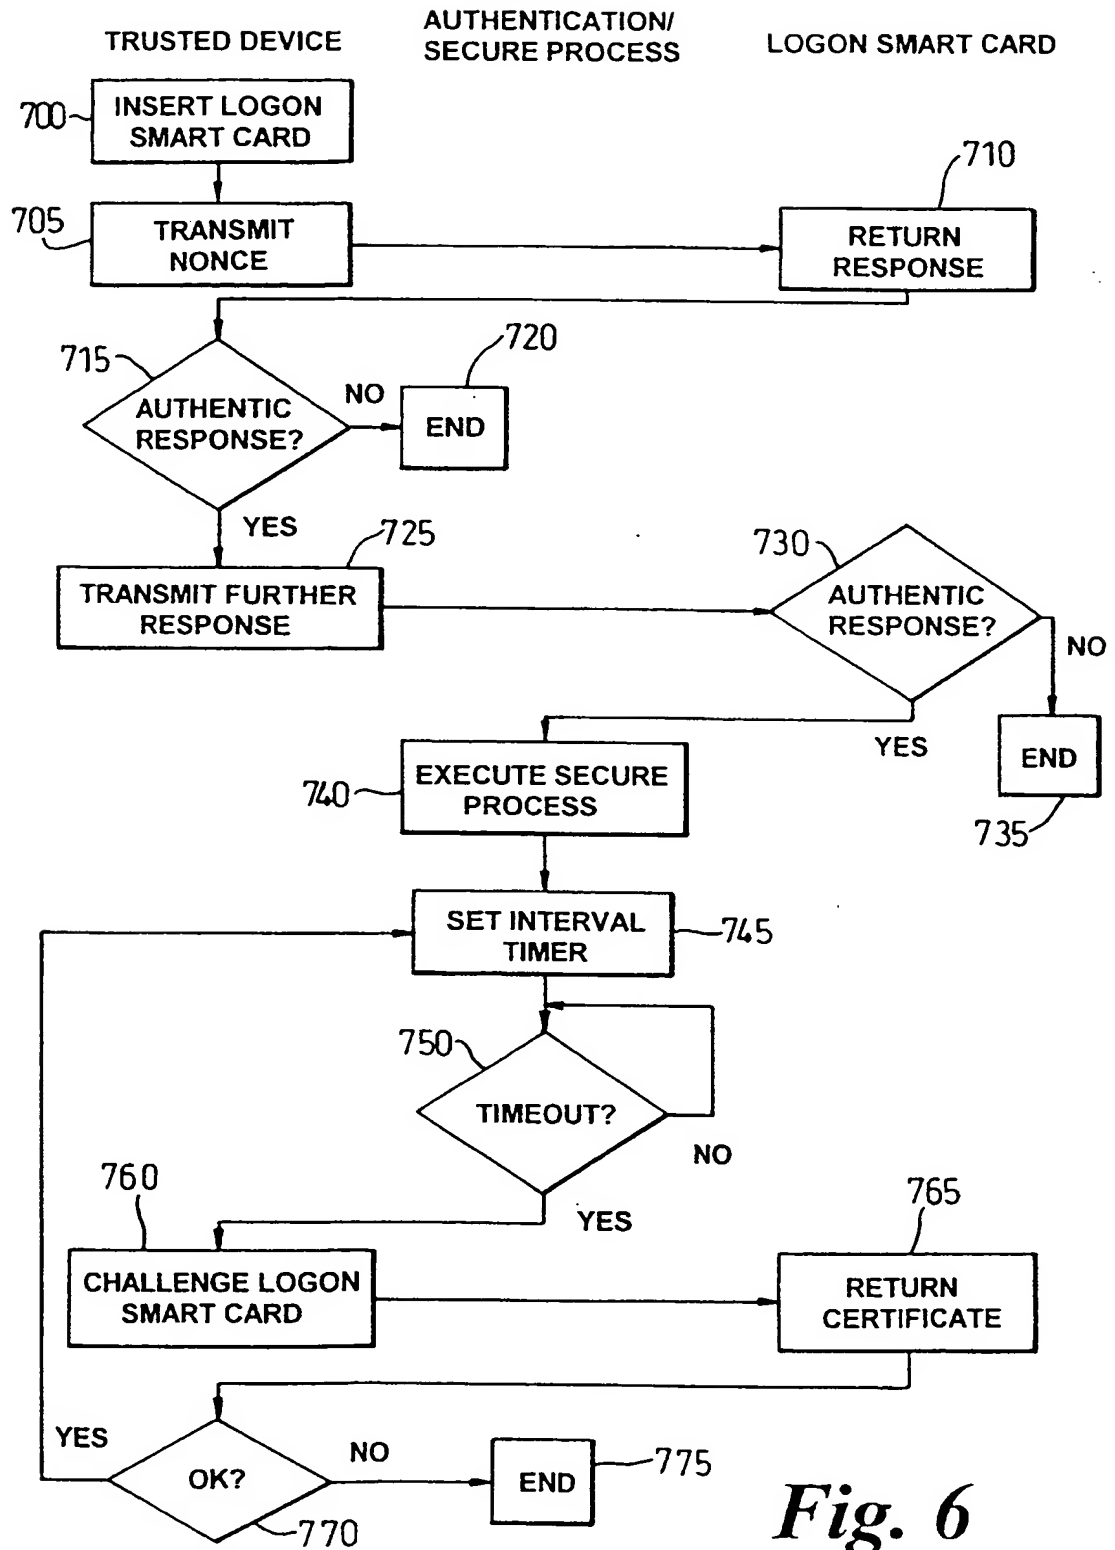 TRUSTED DEVICE
AUTHENTICATION/
SECURE PROCESS
LOGON SMART CARD
700
INSERT LOGON
SMART CARD
705
TRANSMIT
NONCE
710
RETURN
RESPONSE
715
AUTHENTIC
RESPONSE?
NO
720
END
YES
725
TRANSMIT FURTHER
RESPONSE
730
AUTHENTIC
RESPONSE?
NO
YES
END
735
740
EXECUTE SECURE
PROCESS
SET INTERVAL
TIMER
745
750
TIMEOUT?
NO
YES
760
CHALLENGE LOGON
SMART CARD
765
RETURN
CERTIFICATE
YES
OK?
NO
770
END
775
Fig. 6